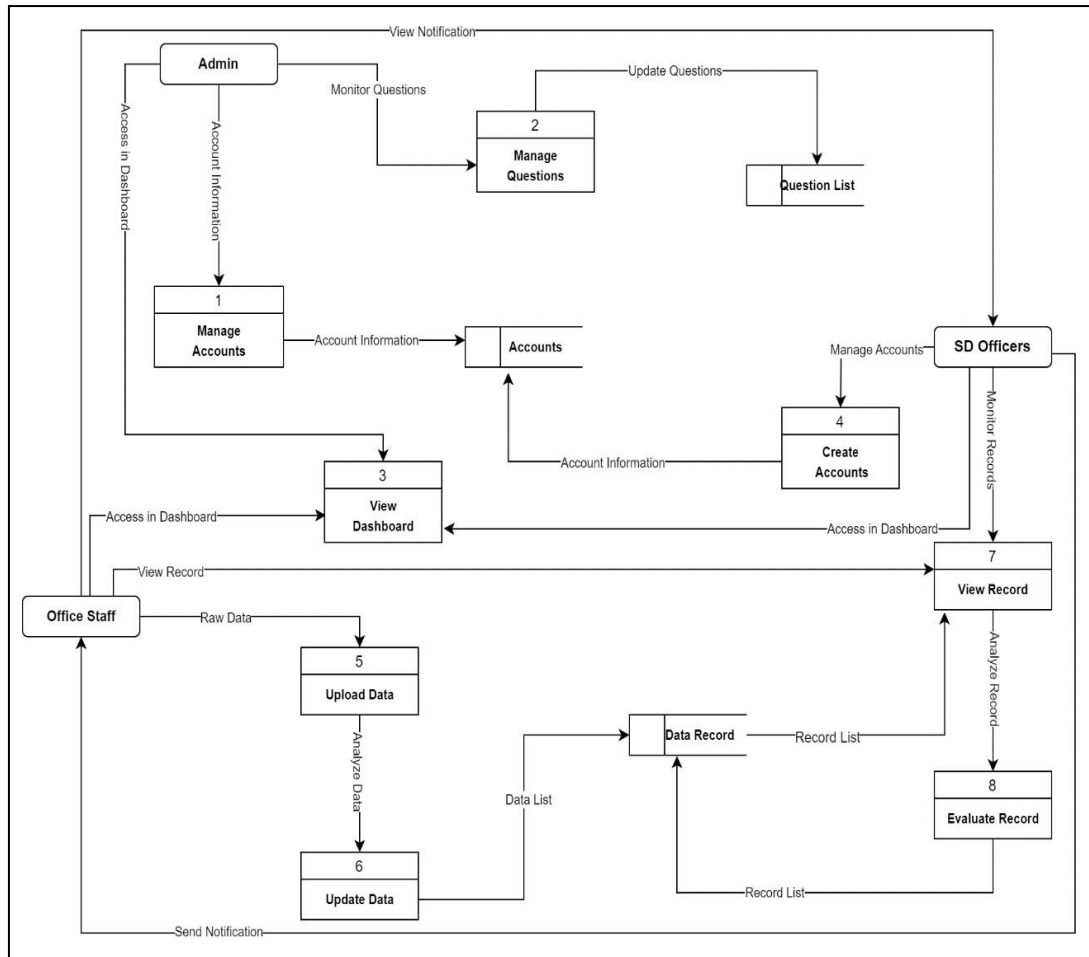 View Notification
Admin
Update Questions
Monitor Questions
Access in Dashboard
Account Information
2
Manage
Questions
Question List
1
Manage
Accounts
Account Information
Accounts
SD Officers
Manage Accounts
Monitor Records
4
Create
Accounts
Account Information
3
View
Dashboard
Access in Dashboard
Access in Dashboard
7
View Record
View Record
Office Staff
Raw Data
5
Upload Data
Analyze Record
Analyze Data
Data Record
Record List
Data List
8
Evaluate Record
6
Update Data
Record List
Send Notification